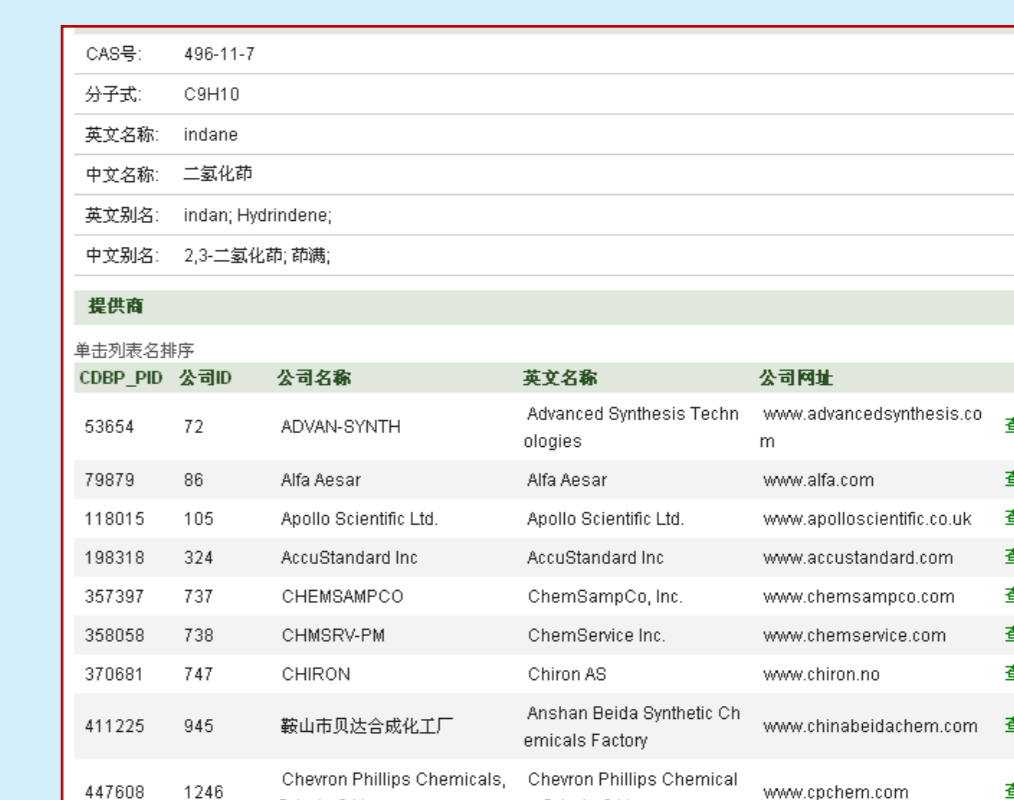 CAS号: 496-11-7
分子式: C9H10
英文名称: indane
中文名称: 二氢化茚
英文别名: indan; Hydrindene;
中文别名: 2,3-二氢化茚; 茚满;
提供商
单击列表名排序
CDBP_PID 公司ID 公司名称 英文名称 公司网址
53654 72 ADVAN-SYNTH Advanced Synthesis Techn www.advancedsynthesis.co
ologies m
79879 86 Alfa Aesar Alfa Aesar www.alfa.com 查
118015 105 Apollo Scientific Ltd. Apollo Scientific Ltd. www.apolloscientific.co.uk 查
198318 324 AccuStandard Inc AccuStandard Inc www.accustandard.com 查
357397 737 CHEMSAMPCO ChemSampCo, Inc. www.chemsampco.com 查
358058 738 CHMSRV-PM ChemService Inc. www.chemservice.com 查
370681 747 CHIRON Chiron AS www.chiron.no 查
411225 945 鞍山市贝达合成化工厂 Anshan Beida Synthetic Ch www.chinabeidachem.com 查
emicals Factory
447608 1246 Chevron Phillips Chemicals, Chevron Phillips Chemical www.cpchem.com 查